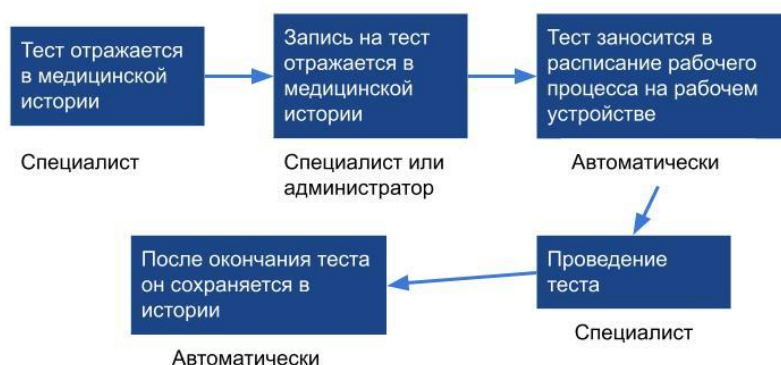 Тест отражается
в медицинской
истории
Специалист
Запись на тест
отражается в
медицинской
истории
Специалист или
администратор
Тест заносится в
расписание рабочего
процесса на рабочем
устройстве
Автоматически
Проведение
теста
Специалист
После окончания теста
он сохраняется в
истории
Автоматически